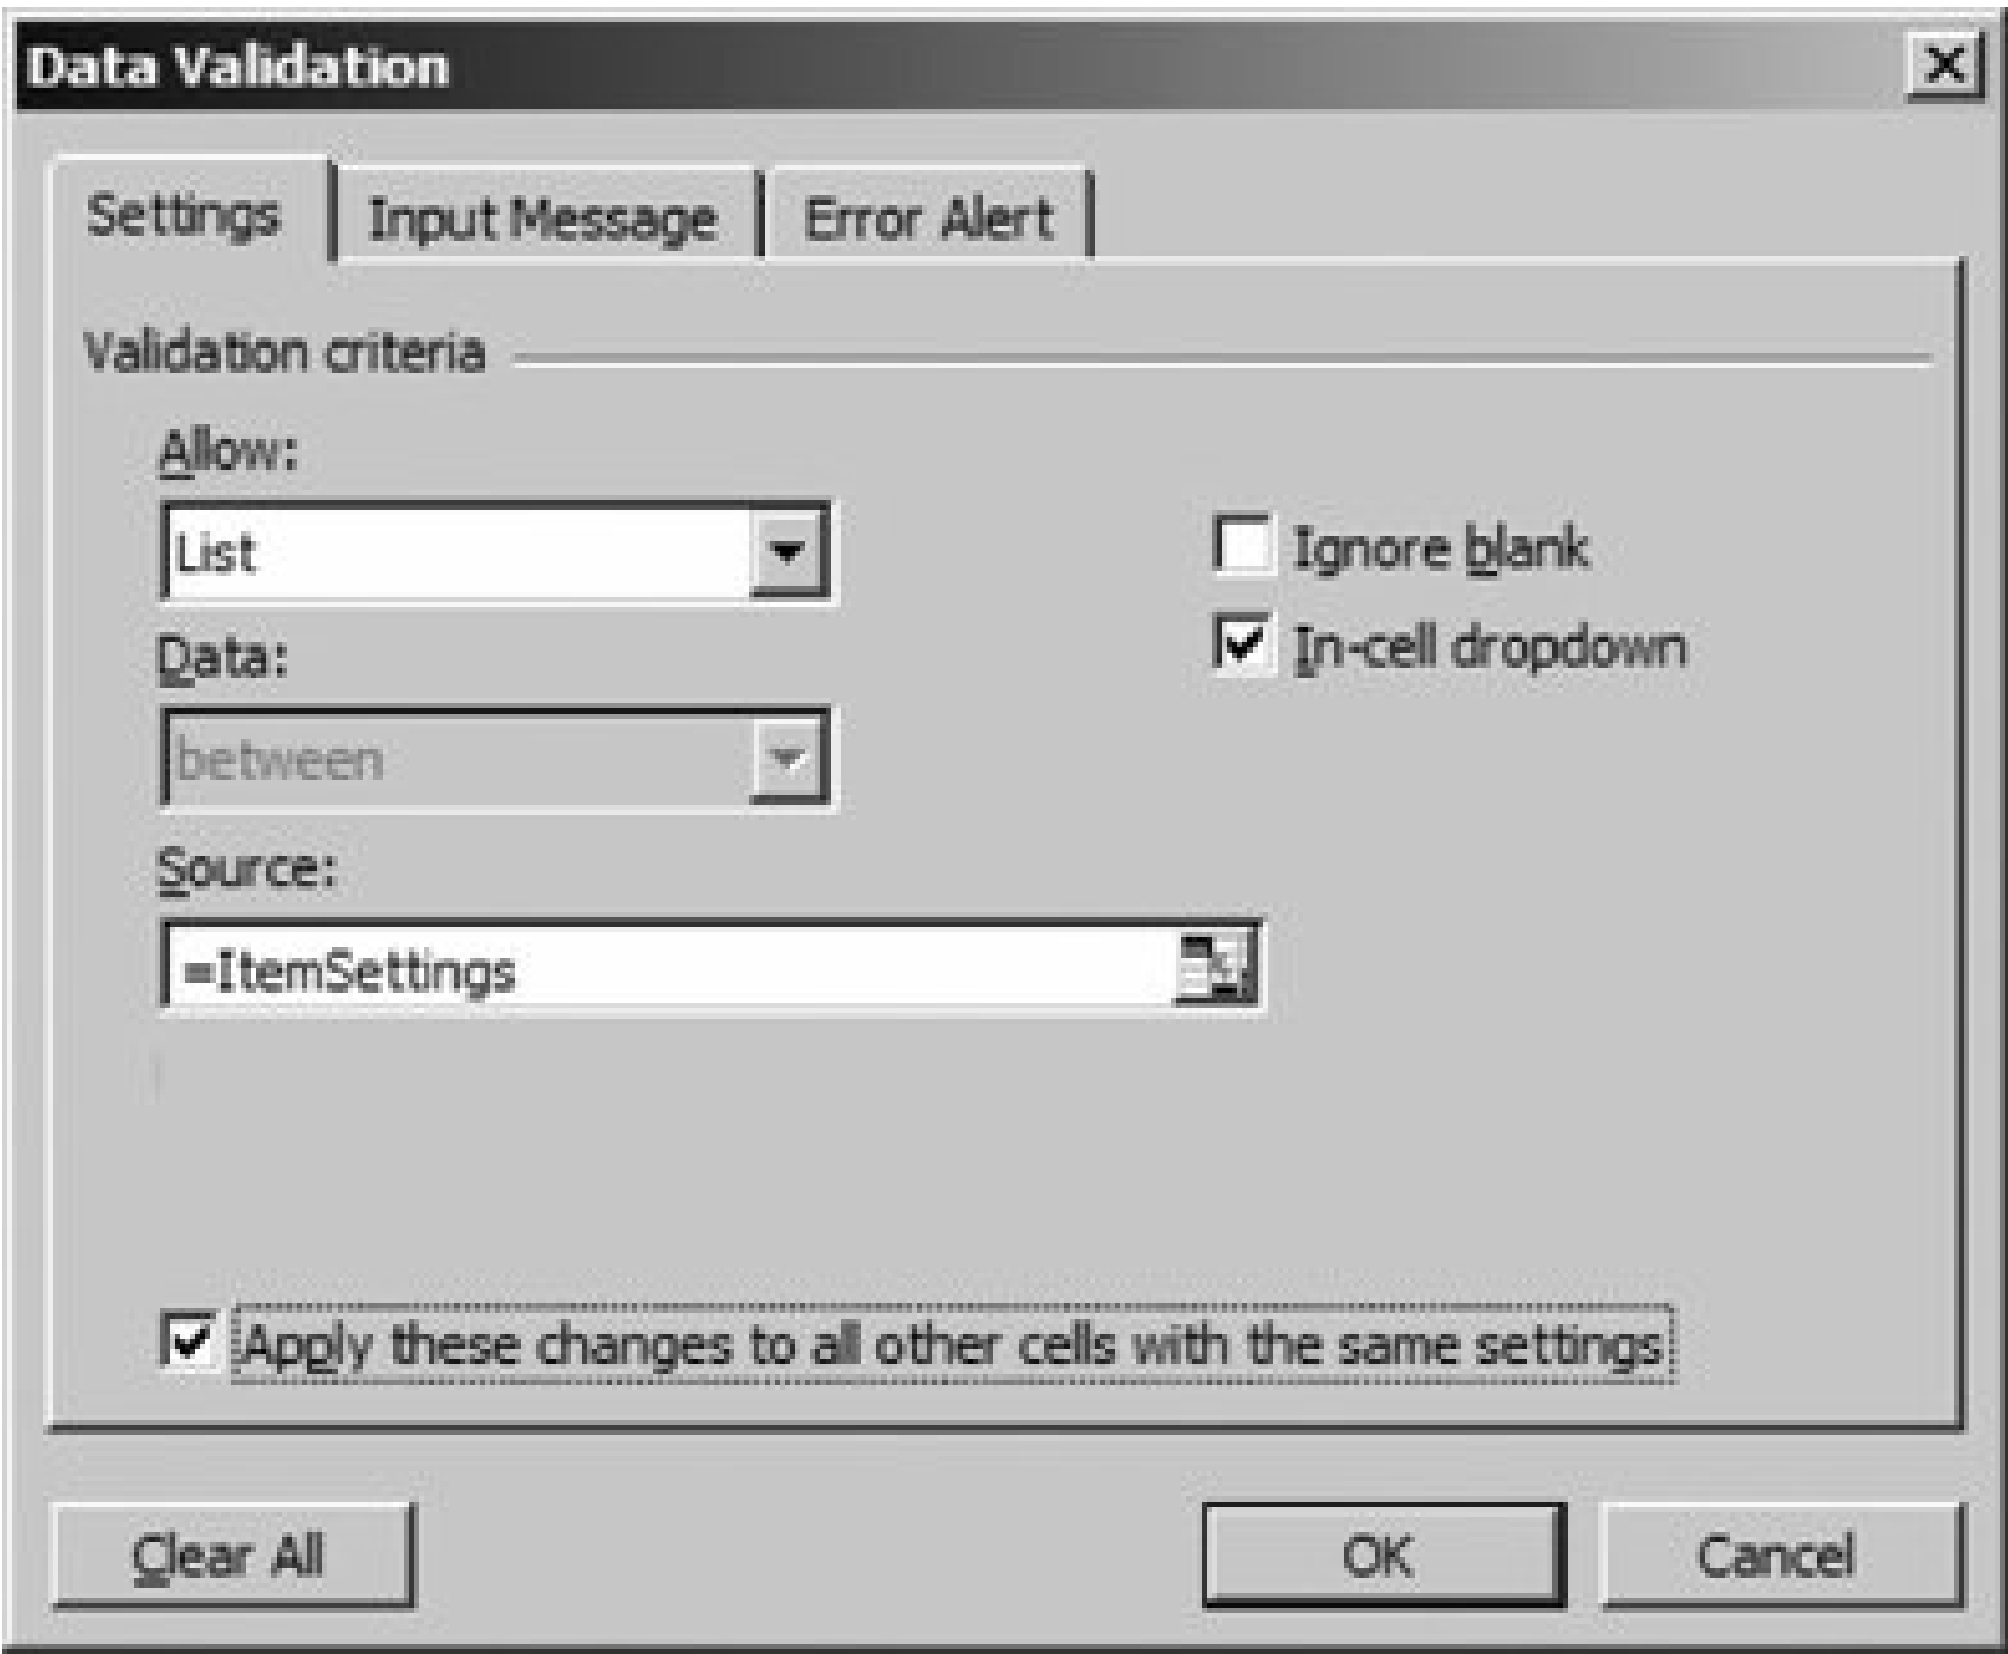 Data Validation
Settings Input Message Error Alert
Validation criteria
Allow:
List
Ignore blank
Data:
In-cell dropdown
between
Source:
=ItemSettings
Apply these changes to all other cells with the same settings
Clear All OK Cancel